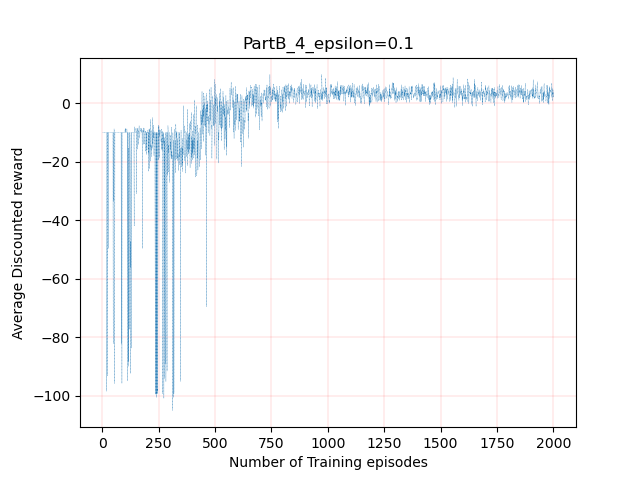 PartB_4_epsilon=0.1
Average Discounted reward
0
−20
−40
−60
−80
−100
0 250 500 750 1000 1250 1500 1750 2000
Number of Training episodes